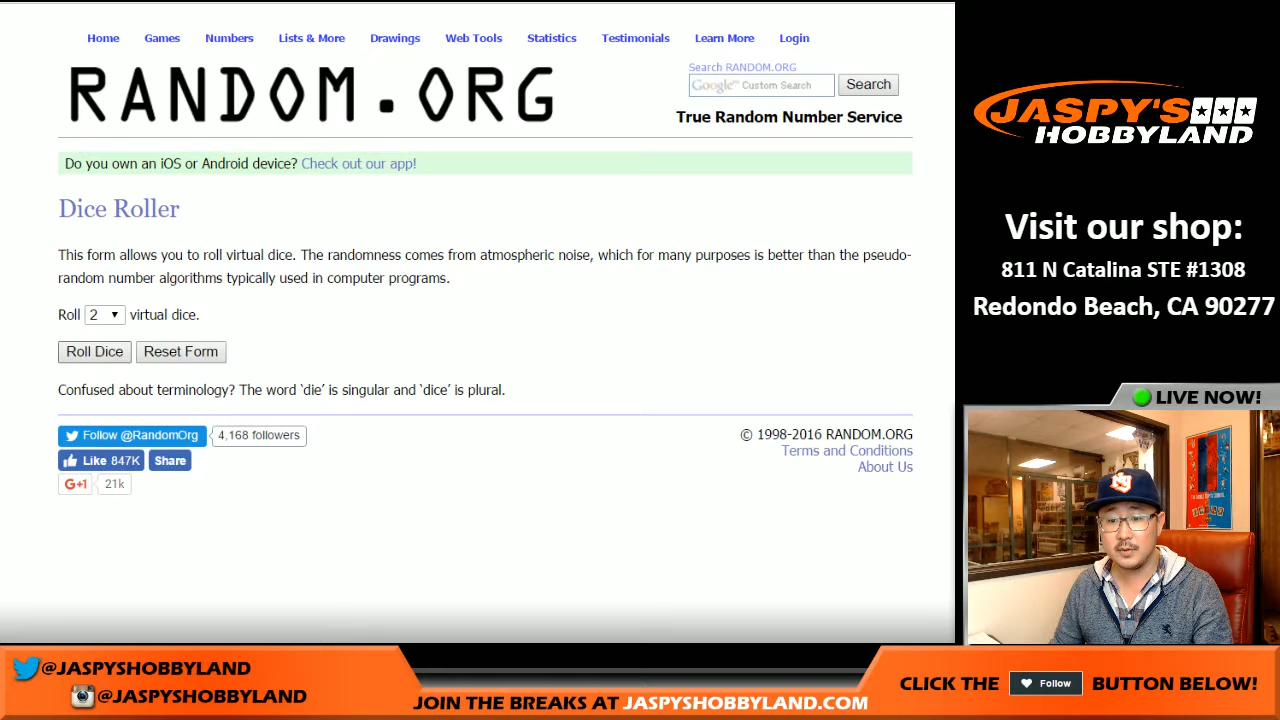 Home Games Numbers Lists & More Drawings Web Tools Statistics Testimonials Learn More Login
RANDOM.ORG
Search RANDOM.ORG
Google™ Custom Search Search
True Random Number Service
Do you own an iOS or Android device? Check out our app!
Dice Roller
This form allows you to roll virtual dice. The randomness comes from atmospheric noise, which for many purposes is better than the pseudo-
random number algorithms typically used in computer programs.
Roll 2 virtual dice.
Roll Dice Reset Form
Confused about terminology? The word ‘die’ is singular and ‘dice’ is plural.
Follow @RandomOrg 4,168 followers
Like 847K Share
G+1 21k
© 1998-2016 RANDOM.ORG
Terms and Conditions
About Us
JASPY'S
HOBBYLAND
Visit our shop:
811 N Catalina STE #1308
Redondo Beach, CA 90277
LIVE NOW!
@JASPYSHOBBYLAND
@JASPYSHOBBYLAND
JOIN THE BREAKS AT JASPYSHOBBYLAND.COM
CLICK THE Follow BUTTON BELOW!